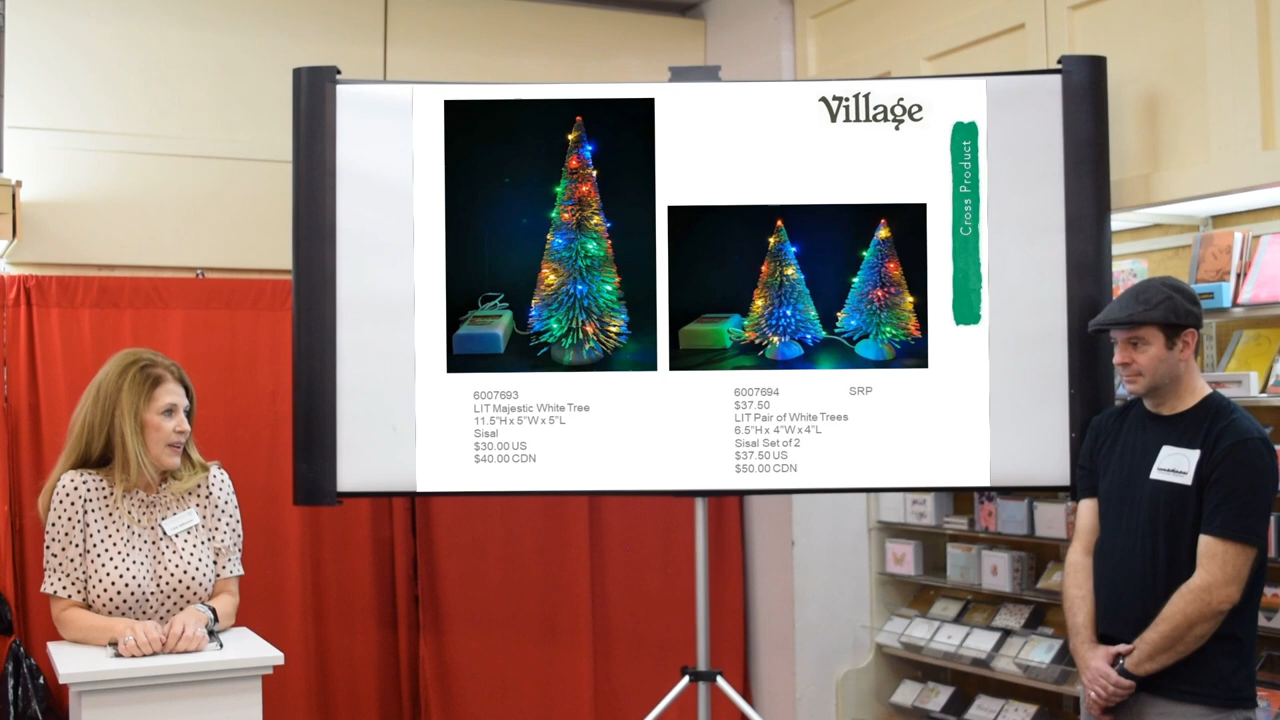 Village
Cross Product
6007693
LIT Majestic White Tree
11.5"H x 5"W x 5"L
Sisal
$30.00 US
$40.00 CDN
6007694 SRP
$37.50
LIT Pair of White Trees
6.5"H x 4"W x 4"L
Sisal Set of 2
$37.50 US
$50.00 CDN